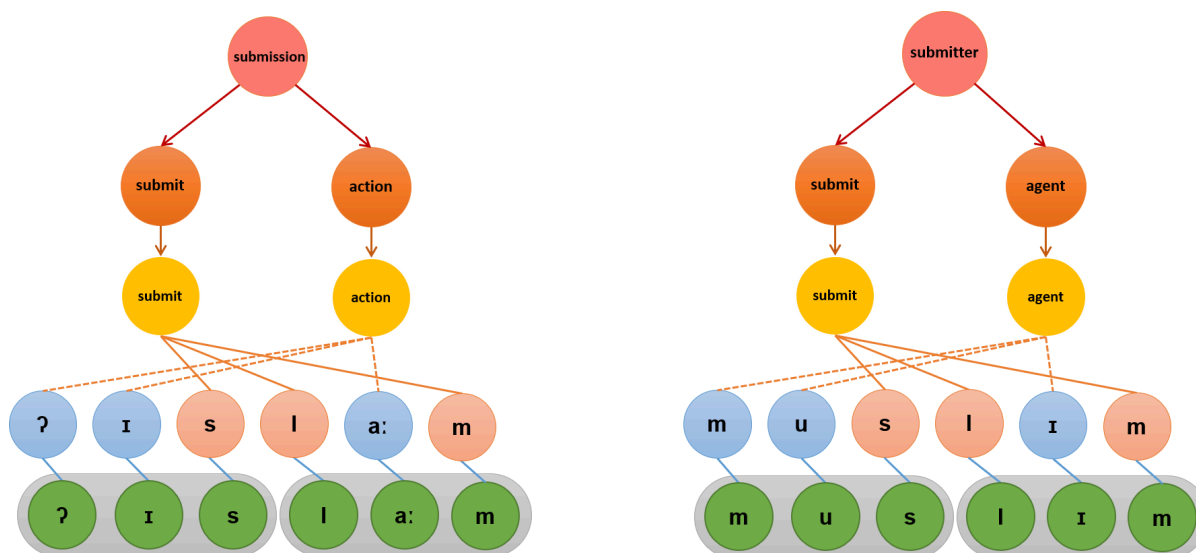 submission submitter
submit action submit agent
submit action submit agent
ʔ ɪ s l aː m m u s l ɪ m
ʔ ɪ s l aː m m u s l ɪ m